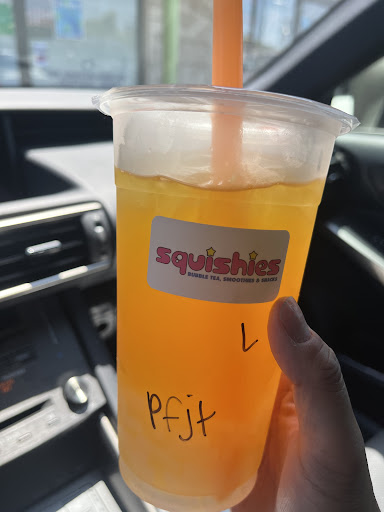 squishies
BUBBLE TEA, SMOOTHIES & SNACKS
L
Pfjt